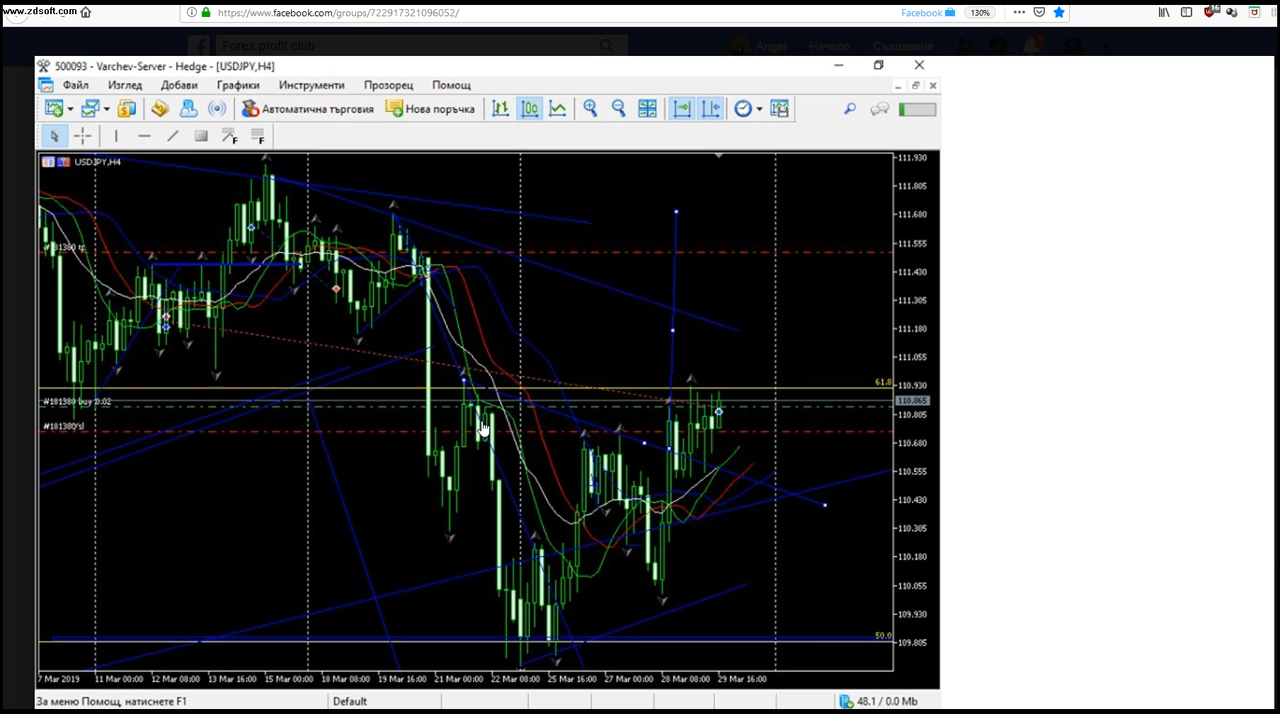 www.zdsoft.com
https://www.facebook.com/groups/722917321096052/
Facebook
130%
Forex profit club
Angel
Начало
Създаване
500093 - Varchev-Server - Hedge - [USDJPY,H4]
Файл Изглед Добави Графики Инструменти Прозорец Помощ
Автоматична търговия
Нова поръчка
USDJPY,H4
111.930
111.805
111.680
#181380 tp
111.555
111.430
111.305
111.180
111.055
61.8
110.930
#181380 buy 0.02
110.865
110.805
#181380 sl
110.680
110.555
110.430
110.305
110.180
110.055
109.930
50.0
109.805
7 Mar 2019 11 Mar 00:00 12 Mar 08:00 13 Mar 16:00 15 Mar 00:00 18 Mar 08:00 19 Mar 16:00 21 Mar 00:00 22 Mar 08:00 25 Mar 16:00 27 Mar 00:00 28 Mar 08:00 29 Mar 16:00
За меню Помощ, натиснете F1
Default
48.1 / 0.0 Mb